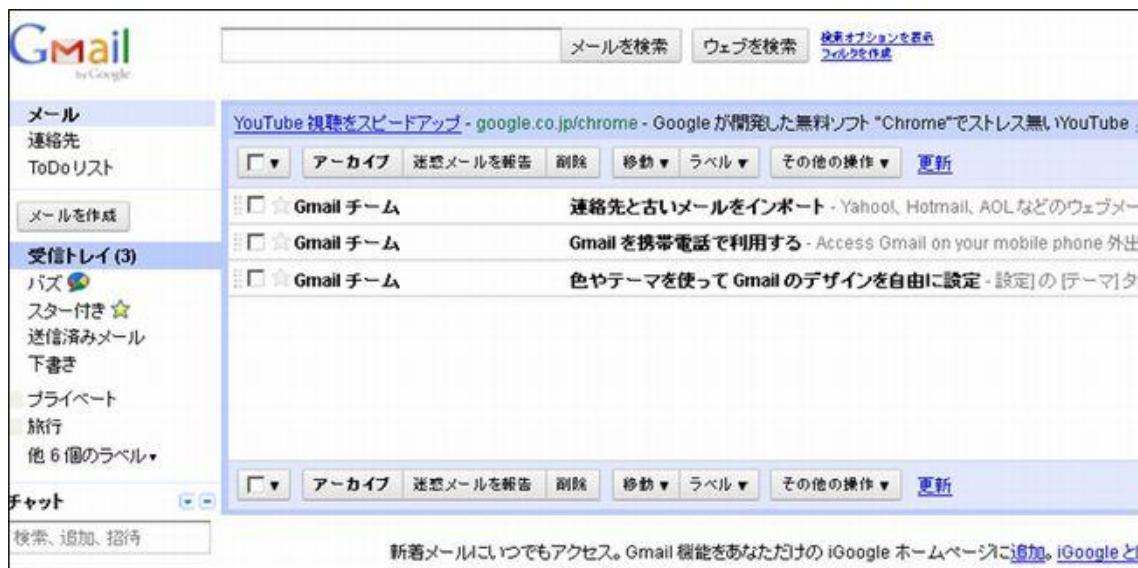 Gmail
by Google
メールを検索 ウェブを検索 検索オプションを表示
フィルタを作成
メール
連絡先
ToDoリスト
メールを作成
受信トレイ (3)
バズ
スター付き
送信済みメール
下書き
プライベート
旅行
他 6 個のラベル▼
チャット
検索、追加、招待
YouTube 視聴をスピードアップ - google.co.jp/chrome - Google が開発した無料ソフト "Chrome"でストレス無いYouTube
▼ アーカイブ 迷惑メールを報告 削除 移動▼ ラベル▼ その他の操作▼ 更新
Gmail チーム 連絡先と古いメールをインポート - Yahoo!、Hotmail、AOL などのウェブメー
Gmail チーム Gmail を携帯電話で利用する - Access Gmail on your mobile phone 外出
Gmail チーム 色やテーマを使って Gmail のデザインを自由に設定 - 設定] の [テーマ] タ
▼ アーカイブ 迷惑メールを報告 削除 移動▼ ラベル▼ その他の操作▼ 更新
新着メールにいつでもアクセス。Gmail 機能をあなただけの iGoogle ホームページに追加。iGoogle と